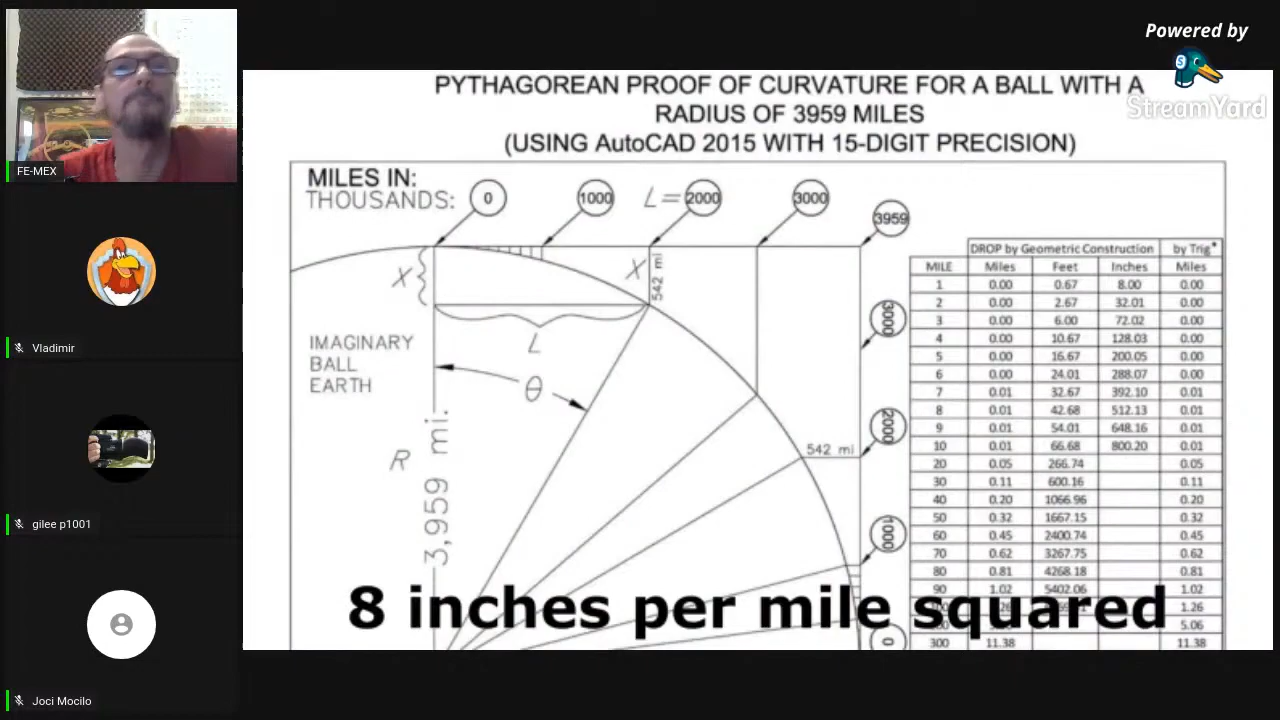 Powered by
StreamYard
FE-MEX
Vladimir
gilee p1001
Joci Mocilo
PYTHAGOREAN PROOF OF CURVATURE FOR A BALL WITH A
RADIUS OF 3959 MILES
(USING AutoCAD 2015 WITH 15-DIGIT PRECISION)
MILES IN:
THOUSANDS:
0
1000
L=2000
3000
3959
X
X
542 mi
L
IMAGINARY
BALL
EARTH
θ
R
3,959 mi.
542 mi
3000
2000
1000
0
DROP by Geometric Construction by Trig*
MILE Miles Feet Inches Miles
1 0.00 0.67 8.00 0.00
2 0.00 2.67 32.01 0.00
3 0.00 6.00 72.02 0.00
4 0.00 10.67 128.03 0.00
5 0.00 16.67 200.05 0.00
6 0.00 24.01 288.07 0.00
7 0.01 32.67 392.10 0.01
8 0.01 42.68 512.13 0.01
9 0.01 54.01 648.16 0.01
10 0.01 66.68 800.20 0.01
20 0.05 266.74 0.05
30 0.11 600.16 0.11
40 0.20 1066.96 0.20
50 0.32 1667.15 0.32
60 0.45 2400.74 0.45
70 0.62 3267.75 0.62
80 0.81 4268.18 0.81
90 1.02 5402.06 1.02
1.26
5.06
300 11.38 11.38
8 inches per mile squared